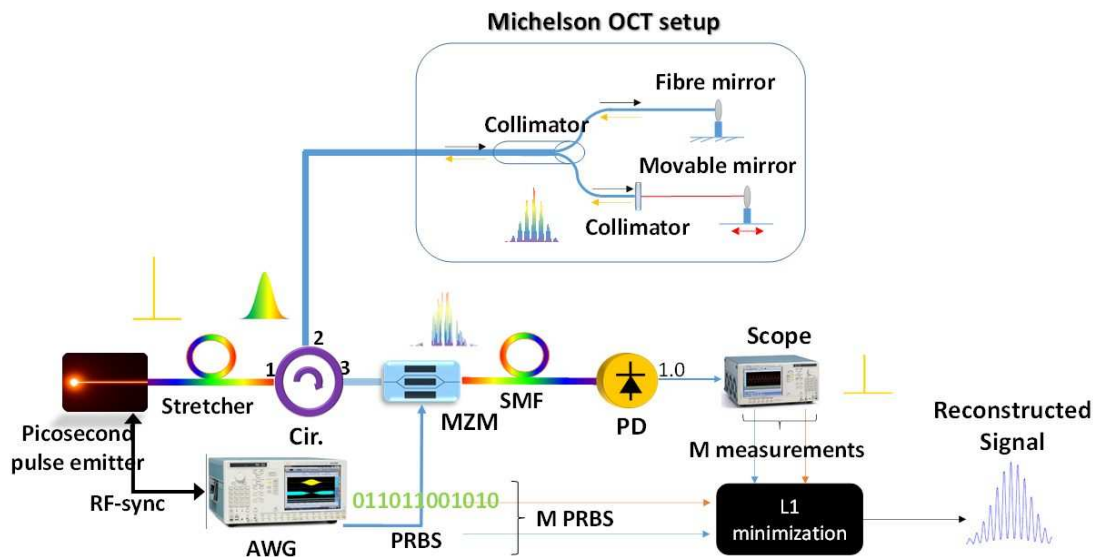 Michelson OCT setup
Fibre mirror
Collimator
Movable mirror
Collimator
2
1
3
Stretcher
Cir.
MZM
SMF
PD
1.0
Scope
Picosecond
pulse emitter
RF-sync
AWG
011011001010
PRBS
M PRBS
M measurements
L1
minimization
Reconstructed
Signal